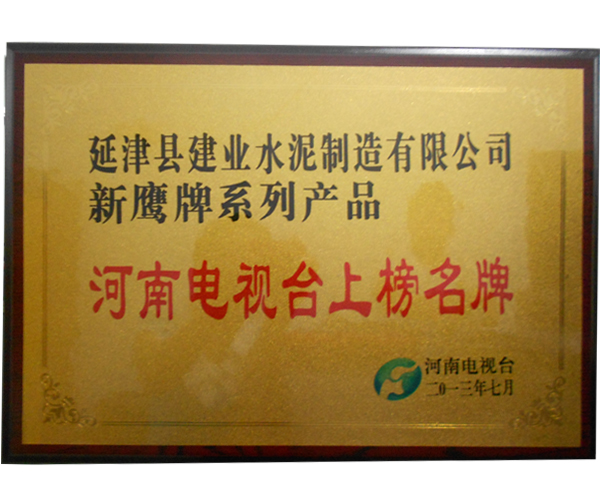 延津县建业水泥制造有限公司
新鹰牌系列产品
河南电视台上榜名牌
河南电视台
二0一三年七月